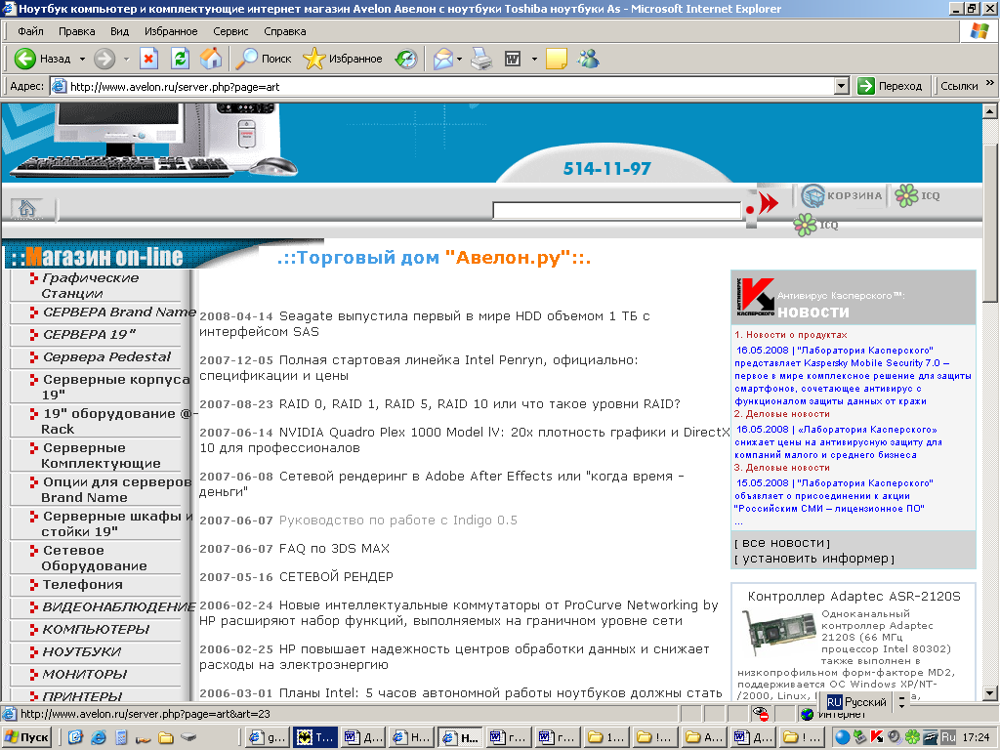 Ноутбук компьютер и комплектующие интернет магазин Avelon Авелон с ноутбуки Toshiba ноутбуки As - Microsoft Internet Explorer
Файл Правка Вид Избранное Сервис Справка
Назад Поиск Избранное
Адрес: http://www.avelon.ru/server.php?page=art Переход Ссылки »
514-11-97
КОРЗИНА ICQ
ICQ
::Магазин on-line
.::Торговый дом "Авелон.ру"::.
Графические
Станции
СЕРВЕРА Brand Name
СЕРВЕРА 19"
Сервера Pedestal
Серверные корпуса
19"
19" оборудование @-
Rack
Серверные
Комплектующие
Опции для серверов
Brand Name
Серверные шкафы и
стойки 19"
Сетевое
Оборудование
Телефония
ВИДЕОНАБЛЮДЕНИЕ
КОМПЬЮТЕРЫ
НОУТБУКИ
МОНИТОРЫ
ПРИНТЕРЫ
2008-04-14 Seagate выпустила первый в мире HDD объемом 1 ТБ с
интерфейсом SAS
2007-12-05 Полная стартовая линейка Intel Penryn, официально:
спецификации и цены
2007-08-23 RAID 0, RAID 1, RAID 5, RAID 10 или что такое уровни RAID?
2007-06-14 NVIDIA Quadro Plex 1000 Model IV: 20x плотность графики и DirectX
10 для профессионалов
2007-06-08 Сетевой рендеринг в Adobe After Effects или "когда время –
деньги"
2007-06-07 Руководство по работе с Indigo 0.5
2007-06-07 FAQ по 3DS MAX
2007-05-16 СЕТЕВОЙ РЕНДЕР
2006-02-24 Новые интеллектуальные коммутаторы от ProCurve Networking by
HP расширяют набор функций, выполняемых на граничном уровне сети
2006-02-25 HP повышает надежность центров обработки данных и снижает
расходы на электроэнергию
2006-03-01 Планы Intel: 5 часов автономной работы ноутбуков должны стать
АНТИВИРУС
КАСПЕРСКОГО
Антивирус Касперского™:
НОВОСТИ
1. Новости о продуктах
16.05.2008 | "Лаборатория Касперского"
представляет Kaspersky Mobile Security 7.0 –
первое в мире комплексное решение для защиты
смартфонов, сочетающее антивирус с
функционалом защиты данных от кражи
2. Деловые новости
16.05.2008 | «Лаборатория Касперского»
снижает цены на антивирусную защиту для
компаний малого и среднего бизнеса
3. Деловые новости
15.05.2008 | "Лаборатория Касперского"
объявляет о присоединении к акции
"Российским СМИ – лицензионное ПО"
...
[ все новости ]
[ установить информер ]
Контроллер Adaptec ASR-2120S
Одноканальный
контроллер Adaptec
2120S (66 МГц
процессор Intel 80302)
также выполнен в
низкопрофильном форм-факторе MD2,
поддерживается ОС Windows XP/NT-
/2000, Linux,
RU Русский
http://www.avelon.ru/server.php?page=art&art=23 Интернет
Пуск g... Т... Д... Н... Н... г... г... 1... !... А... Д... !... Ru 17:24